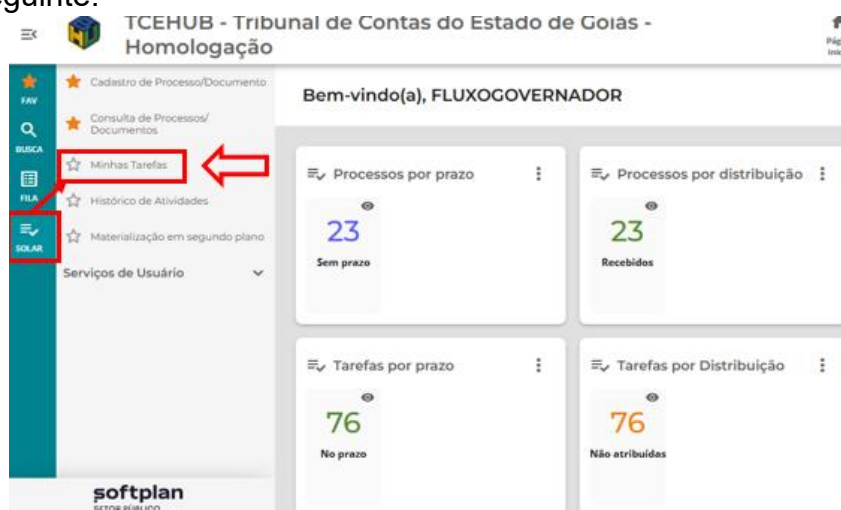 TCEHUB - Tribunal de Contas do Estado de Goiás -
Homologação
FAV
BUSCA
FILA
SOLAR
Cadastro de Processo/Documento
Consulta de Processos/
Documentos
Minhas Tarefas
Histórico de Atividades
Materialização em segundo plano
Serviços de Usuário
softplan
SETOR PÚBLICO
Bem-vindo(a), FLUXOGOVERNADOR
Processos por prazo
23
Sem prazo
Processos por distribuição
23
Recebidos
Tarefas por prazo
76
No prazo
Tarefas por Distribuição
76
Não atribuídas